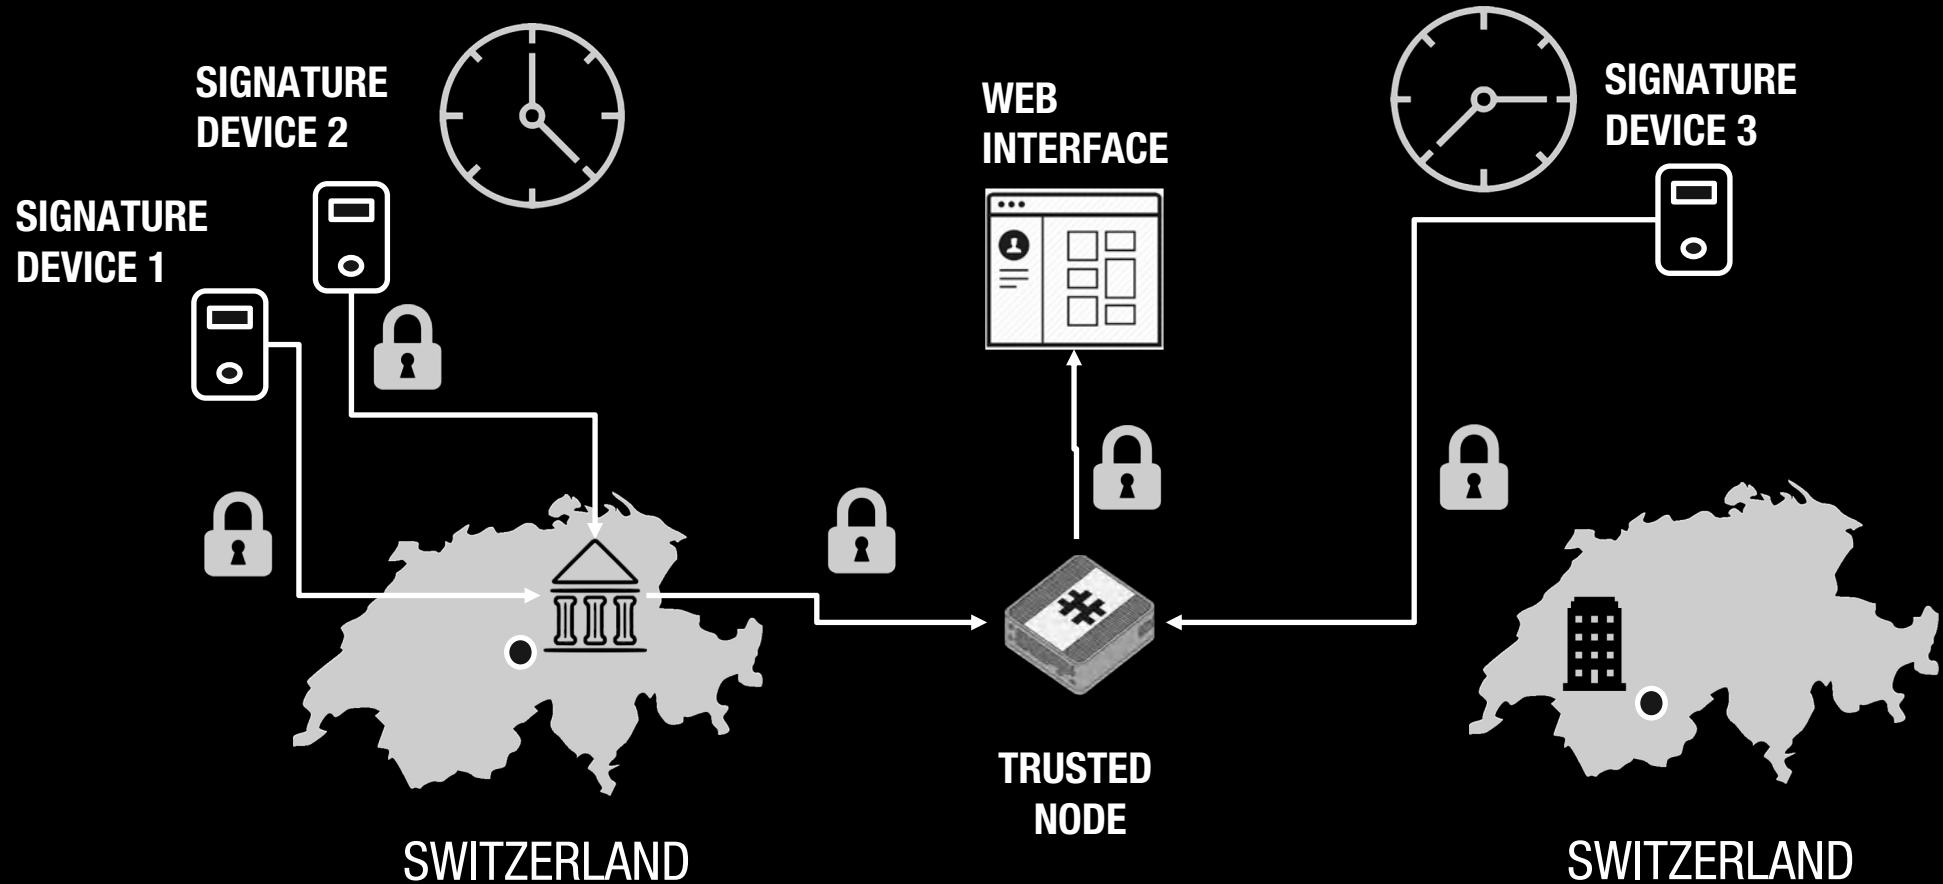 SIGNATURE
DEVICE 2
SIGNATURE
DEVICE 1
WEB
INTERFACE
SIGNATURE
DEVICE 3
TRUSTED
NODE
SWITZERLAND
SWITZERLAND